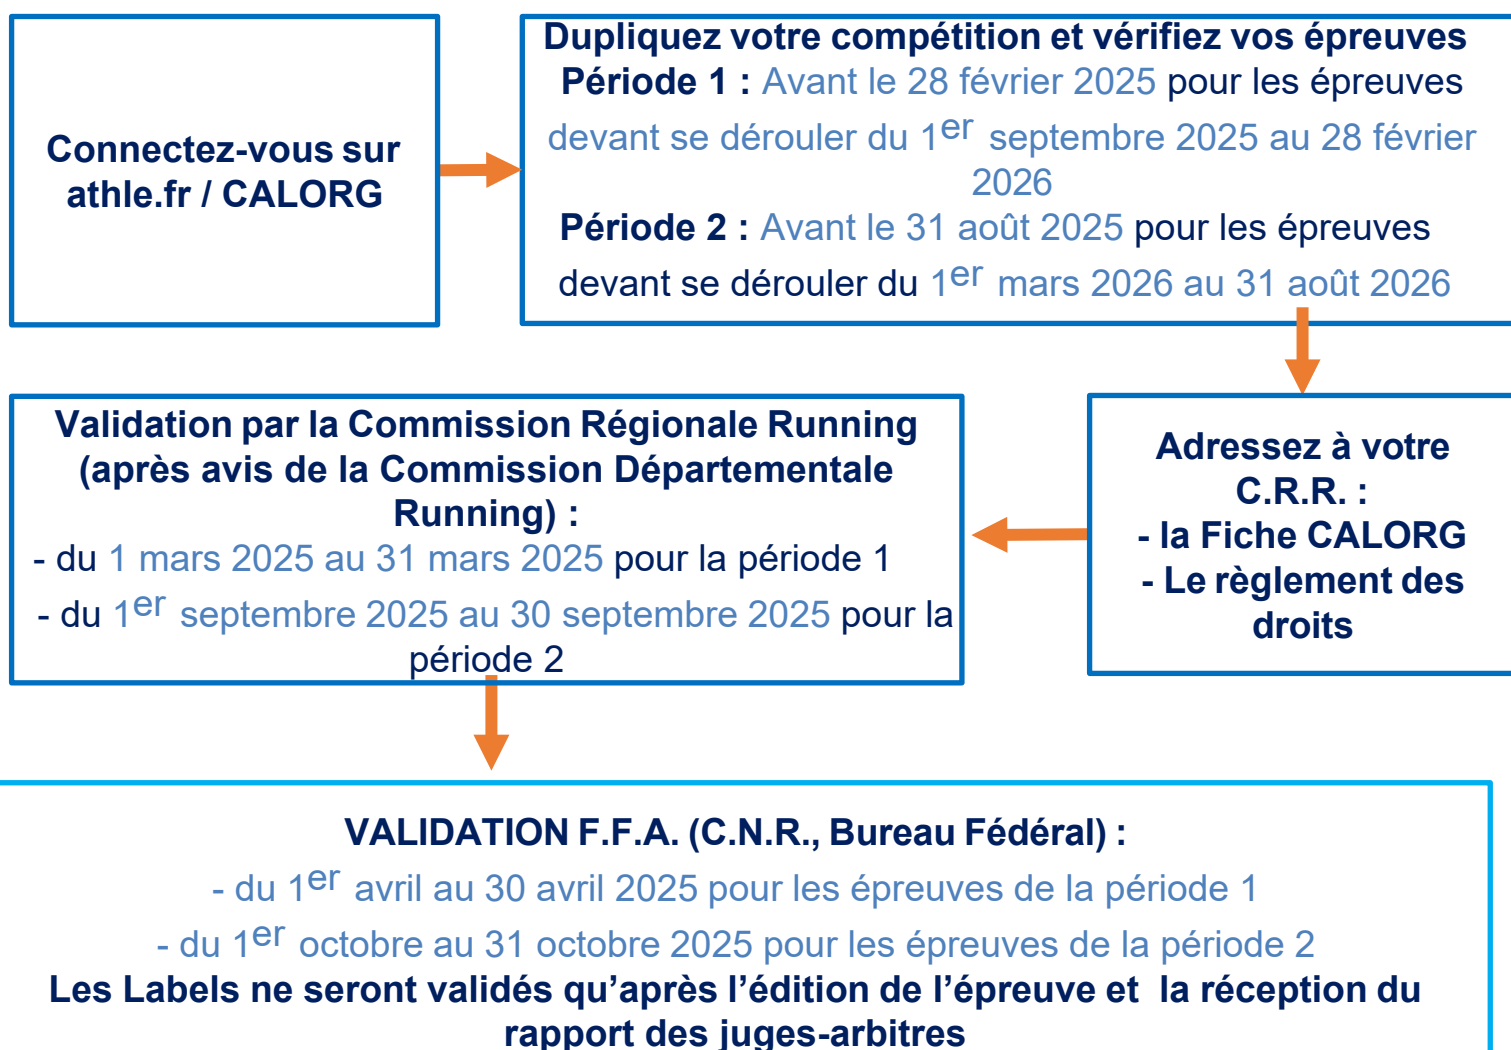 Connectez-vous sur
athle.fr / CALORG
Dupliquez votre compétition et vérifiez vos épreuves
Période 1 : Avant le 28 février 2025 pour les épreuves
devant se dérouler du 1er septembre 2025 au 28 février
2026
Période 2 : Avant le 31 août 2025 pour les épreuves
devant se dérouler du 1er mars 2026 au 31 août 2026
Adressez à votre
C.R.R. :
- la Fiche CALORG
- Le règlement des
droits
Validation par la Commission Régionale Running
(après avis de la Commission Départementale
Running) :
- du 1 mars 2025 au 31 mars 2025 pour la période 1
- du 1er septembre 2025 au 30 septembre 2025 pour la
période 2
VALIDATION F.F.A. (C.N.R., Bureau Fédéral) :
- du 1er avril au 30 avril 2025 pour les épreuves de la période 1
- du 1er octobre au 31 octobre 2025 pour les épreuves de la période 2
Les Labels ne seront validés qu’après l’édition de l’épreuve et la réception du
rapport des juges-arbitres